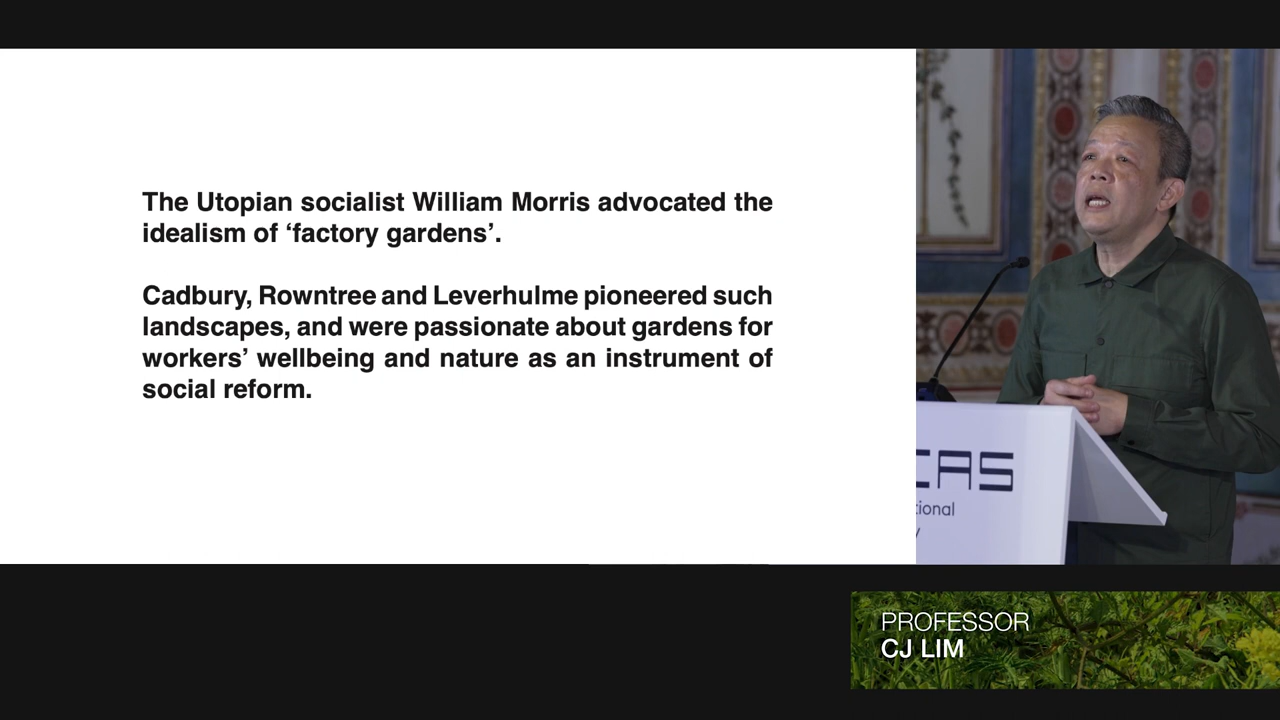 The Utopian socialist William Morris advocated the
idealism of ‘factory gardens’.
Cadbury, Rowntree and Leverhulme pioneered such
landscapes, and were passionate about gardens for
workers’ wellbeing and nature as an instrument of
social reform.
CAS
tional
PROFESSOR
CJ LIM